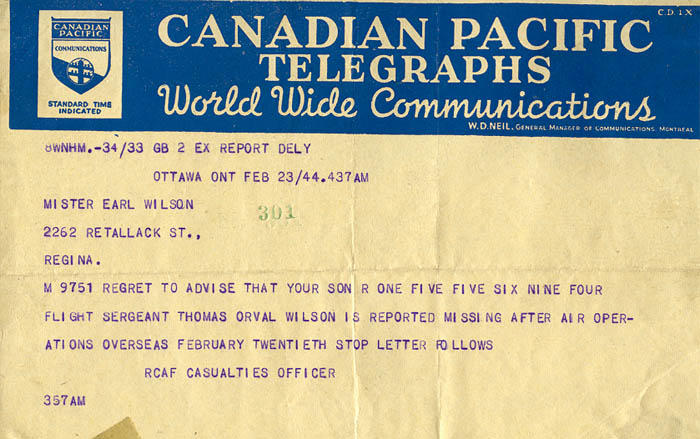 C.D. 1X
CANADIAN
PACIFIC
COMMUNICATIONS
STANDARD TIME
INDICATED
CANADIAN PACIFIC
TELEGRAPHS
World Wide Communications
W.D. NEIL, GENERAL MANAGER OF COMMUNICATIONS, MONTREAL
8WNHM.-34/33 GB 2 EX REPORT DELY
OTTAWA ONT FEB 23/44.437AM
MISTER EARL WILSON
301
2262 RETALLACK ST.,
REGINA.
M 9751 REGRET TO ADVISE THAT YOUR SON R ONE FIVE FIVE SIX NINE FOUR
FLIGHT SERGEANT THOMAS ORVAL WILSON IS REPORTED MISSING AFTER AIR OPER-
ATIONS OVERSEAS FEBRUARY TWENTIETH STOP LETTER FOLLOWS
RCAF CASUALTIES OFFICER
357AM